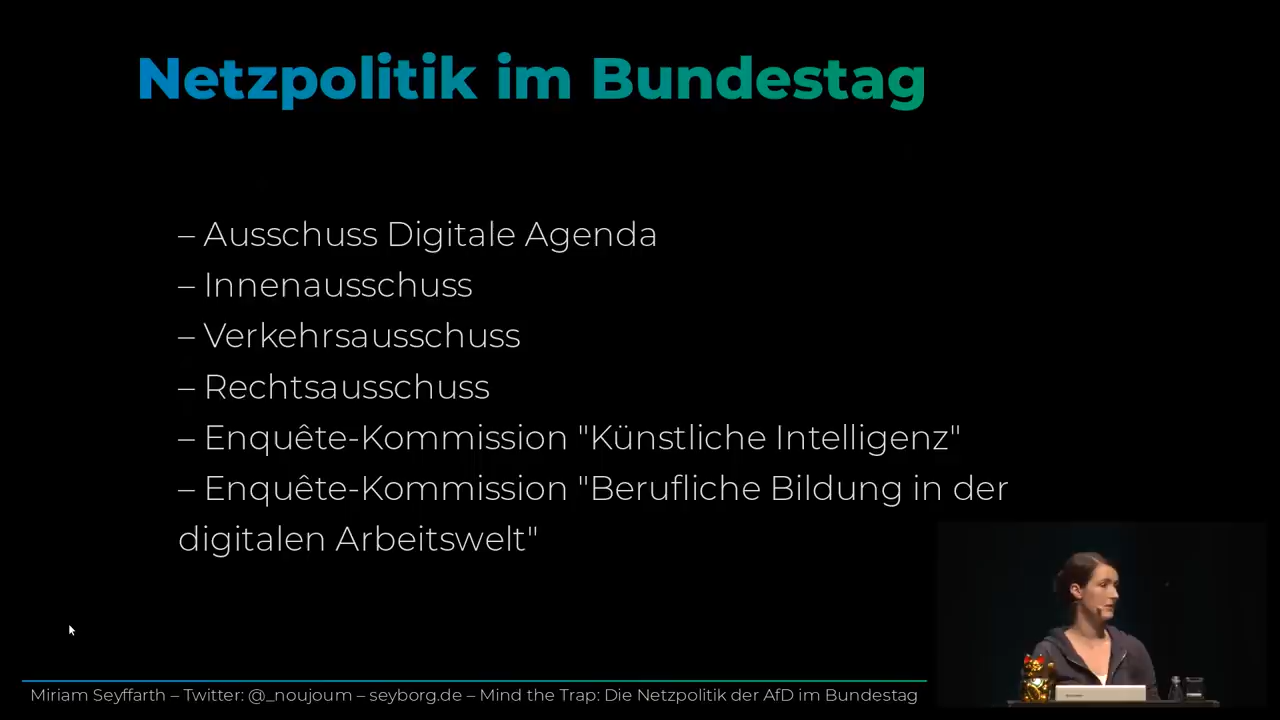 Netzpolitik im Bundestag
– Ausschuss Digitale Agenda
– Innenausschuss
– Verkehrsausschuss
– Rechtsausschuss
– Enquête-Kommission "Künstliche Intelligenz"
– Enquête-Kommission "Berufliche Bildung in der
digitalen Arbeitswelt"
Miriam Seyffarth – Twitter: @_noujoum – seyborg.de – Mind the Trap: Die Netzpolitik der AfD im Bundestag